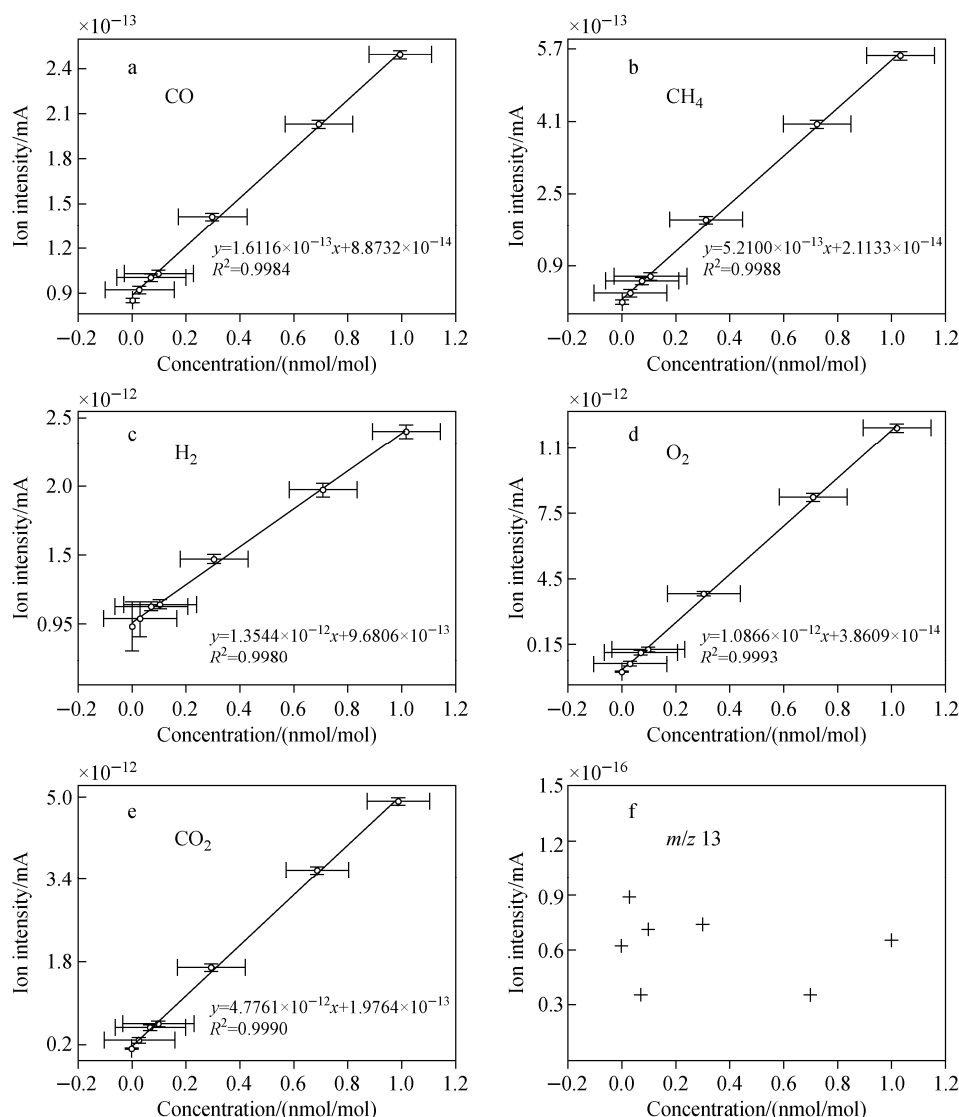 ×10⁻¹³
a
CO
2.4
2.1
1.8
1.4
1.2
0.9
Ion intensity/mA
y=1.6116×10⁻¹³x+8.8732×10⁻¹⁴
R²=0.9984
−0.2 0.0 0.2 0.4 0.6 0.8 1.0 1.2
Concentration/(nmol/mol)
×10⁻¹³
b
CH₄
5.7
4.1
2.5
0.9
Ion intensity/mA
y=5.2100×10⁻¹³x+2.1133×10⁻¹⁴
R²=0.9988
−0.2 0.0 0.2 0.4 0.6 0.8 1.0 1.2
Concentration/(nmol/mol)
×10⁻¹²
c
H₂
2.5
2.0
1.5
0.95
Ion intensity/mA
y=1.3544×10⁻¹²x+9.6806×10⁻¹³
R²=0.9980
−0.2 0.0 0.2 0.4 0.6 0.8 1.0 1.2
Concentration/(nmol/mol)
×10⁻¹²
d
O₂
1.1
7.5
4.5
0.15
Ion intensity/mA
y=1.0866×10⁻¹²x+3.8609×10⁻¹⁴
R²=0.9993
−0.2 0.0 0.2 0.4 0.6 0.8 1.0 1.2
Concentration/(nmol/mol)
×10⁻¹²
e
CO₂
5.0
3.4
1.8
0.2
Ion intensity/mA
y=4.7761×10⁻¹²x+1.9764×10⁻¹³
R²=0.9990
−0.2 0.0 0.2 0.4 0.6 0.8 1.0 1.2
Concentration/(nmol/mol)
×10⁻¹⁶
f
m/z 13
1.5
1.2
0.9
0.6
0.3
Ion intensity/mA
−0.2 0.0 0.2 0.4 0.6 0.8 1.0 1.2
Concentration/(nmol/mol)